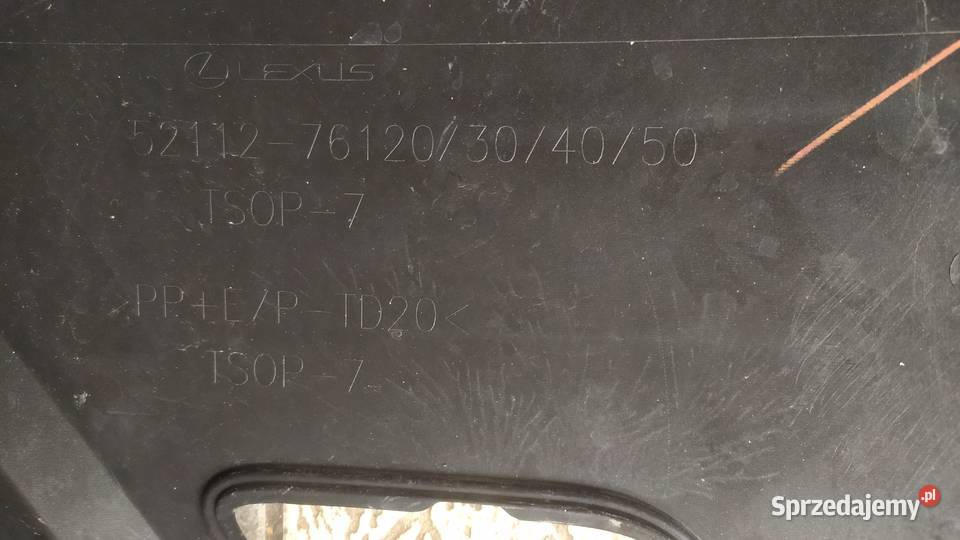 LEXUS
52112-76120/30/40/50
TSOP-7
>PP+E/P-TD20<
TSOP-7
Sprzedajemy.pl